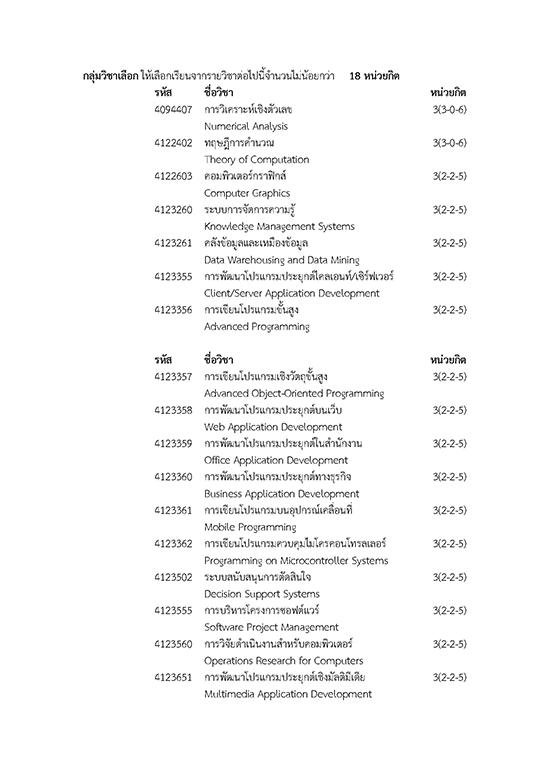 กลุ่มวิชาเลือก ให้เลือกเรียนจากรายวิชาต่อไปนี้จำนวนไม่น้อยกว่า 18 หน่วยกิต
รหัส ชื่อวิชา หน่วยกิต
4094407 การวิเคราะห์เชิงตัวเลข 3(3-0-6)
Numerical Analysis
4122402 ทฤษฎีการคำนวณ 3(3-0-6)
Theory of Computation
4122603 คอมพิวเตอร์กราฟิกส์ 3(2-2-5)
Computer Graphics
4123260 ระบบการจัดการความรู้ 3(2-2-5)
Knowledge Management Systems
4123261 คลังข้อมูลและเหมืองข้อมูล 3(2-2-5)
Data Warehousing and Data Mining
4123355 การพัฒนาโปรแกรมประยุกต์ไคลเอนท์/เซิร์ฟเวอร์ 3(2-2-5)
Client/Server Application Development
4123356 การเขียนโปรแกรมขั้นสูง 3(2-2-5)
Advanced Programming
รหัส ชื่อวิชา หน่วยกิต
4123357 การเขียนโปรแกรมเชิงวัตถุขั้นสูง 3(2-2-5)
Advanced Object-Oriented Programming
4123358 การพัฒนาโปรแกรมประยุกต์บนเว็บ 3(2-2-5)
Web Application Development
4123359 การพัฒนาโปรแกรมประยุกต์ในสำนักงาน 3(2-2-5)
Office Application Development
4123360 การพัฒนาโปรแกรมประยุกต์ทางธุรกิจ 3(2-2-5)
Business Application Development
4123361 การเขียนโปรแกรมบนอุปกรณ์เคลื่อนที่ 3(2-2-5)
Mobile Programming
4123362 การเขียนโปรแกรมควบคุมไมโครคอนโทรลเลอร์ 3(2-2-5)
Programming on Microcontroller Systems
4123502 ระบบสนับสนุนการตัดสินใจ 3(2-2-5)
Decision Support Systems
4123555 การบริหารโครงการซอฟต์แวร์ 3(2-2-5)
Software Project Management
4123560 การวิจัยดำเนินงานสำหรับคอมพิวเตอร์ 3(2-2-5)
Operations Research for Computers
4123651 การพัฒนาโปรแกรมประยุกต์เชิงมัลติมีเดีย 3(2-2-5)
Multimedia Application Development